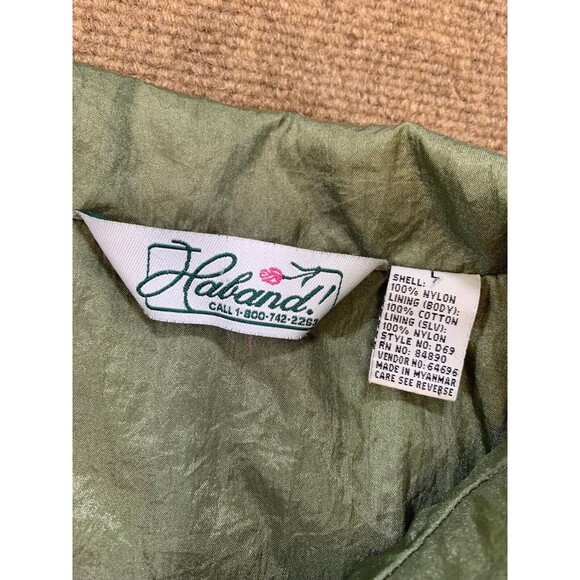 Haband!
CALL 1-800-742-2263
L
SHELL:
100% NYLON
LINING (BODY):
100% COTTON
LINING (SLV):
100% NYLON
STYLE NO: D69
RN NO: 84890
VENDOR NO: 64696
MADE IN MYAHMAR
CARE SEE REVERSE